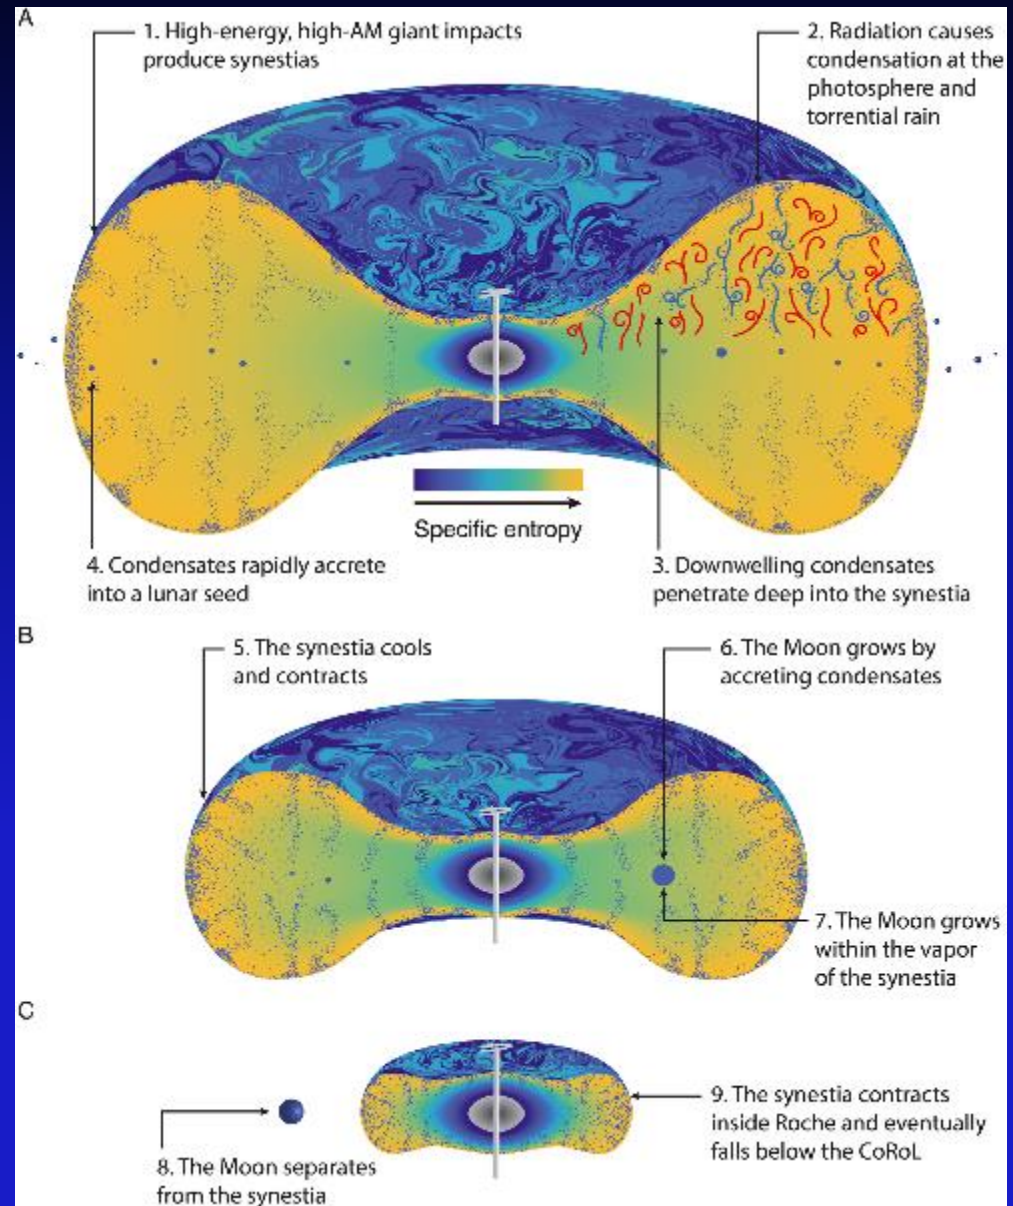 A
1. High-energy, high-AM giant impacts
produce synestias
2. Radiation causes
condensation at the
photosphere and
torrential rain
Specific entropy
4. Condensates rapidly accrete
into a lunar seed
3. Downwelling condensates
penetrate deep into the synestia
B
5. The synestia cools
and contracts
6. The Moon grows by
accreting condensates
7. The Moon grows
within the vapor
of the synestia
C
8. The Moon separates
from the synestia
9. The synestia contracts
inside Roche and eventually
falls below the CoRoL